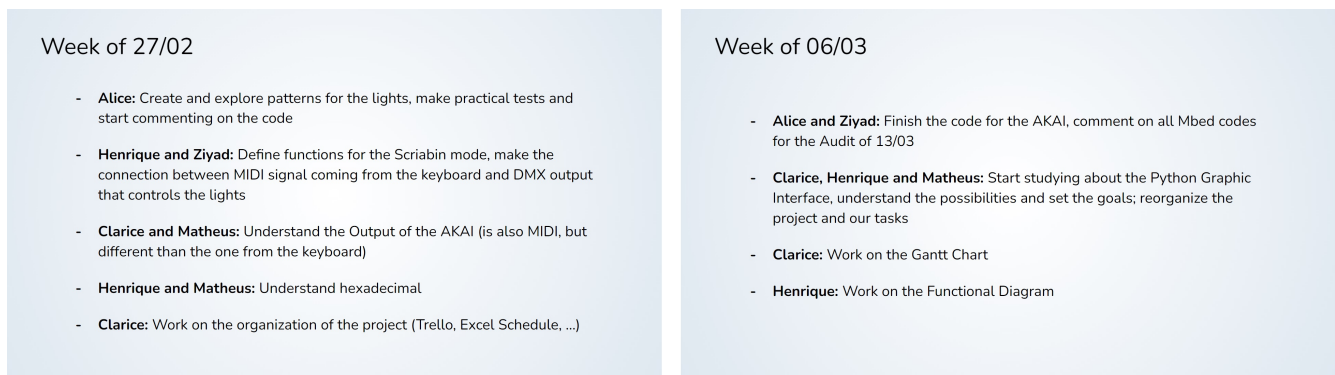 Week of 27/02
- Alice: Create and explore patterns for the lights, make practical tests and
start commenting on the code
- Henrique and Ziyad: Define functions for the Scriabin mode, make the
connection between MIDI signal coming from the keyboard and DMX output
that controls the lights
- Clarice and Matheus: Understand the Output of the AKAI (is also MIDI, but
different than the one from the keyboard)
- Henrique and Matheus: Understand hexadecimal
- Clarice: Work on the organization of the project (Trello, Excel Schedule, ...)
Week of 06/03
- Alice and Ziyad: Finish the code for the AKAI, comment on all Mbed codes
for the Audit of 13/03
- Clarice, Henrique and Matheus: Start studying about the Python Graphic
Interface, understand the possibilities and set the goals; reorganize the
project and our tasks
- Clarice: Work on the Gantt Chart
- Henrique: Work on the Functional Diagram